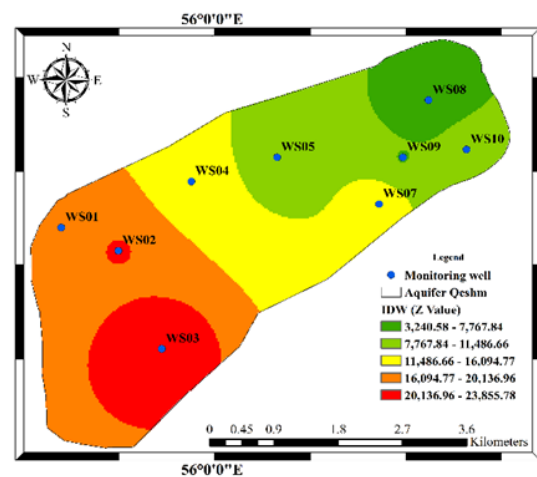 56°0'0"E
N
W E
S
WS08
WS09
WS10
WS05
WS04
WS07
WS01
WS02
WS03
Legend
Monitoring well
Aquifer Qeshm
IDW (Z Value)
3,240.58 - 7,767.84
7,767.84 - 11,486.66
11,486.66 - 16,094.77
16,094.77 - 20,136.96
20,136.96 - 23,855.78
0 0.45 0.9 1.8 2.7 3.6
Kilometers
56°0'0"E